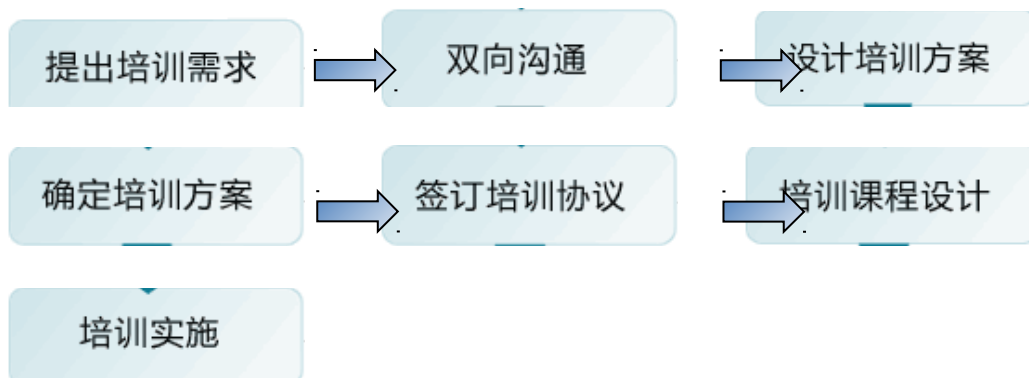 提出培训需求
双向沟通
设计培训方案
确定培训方案
签订培训协议
培训课程设计
培训实施